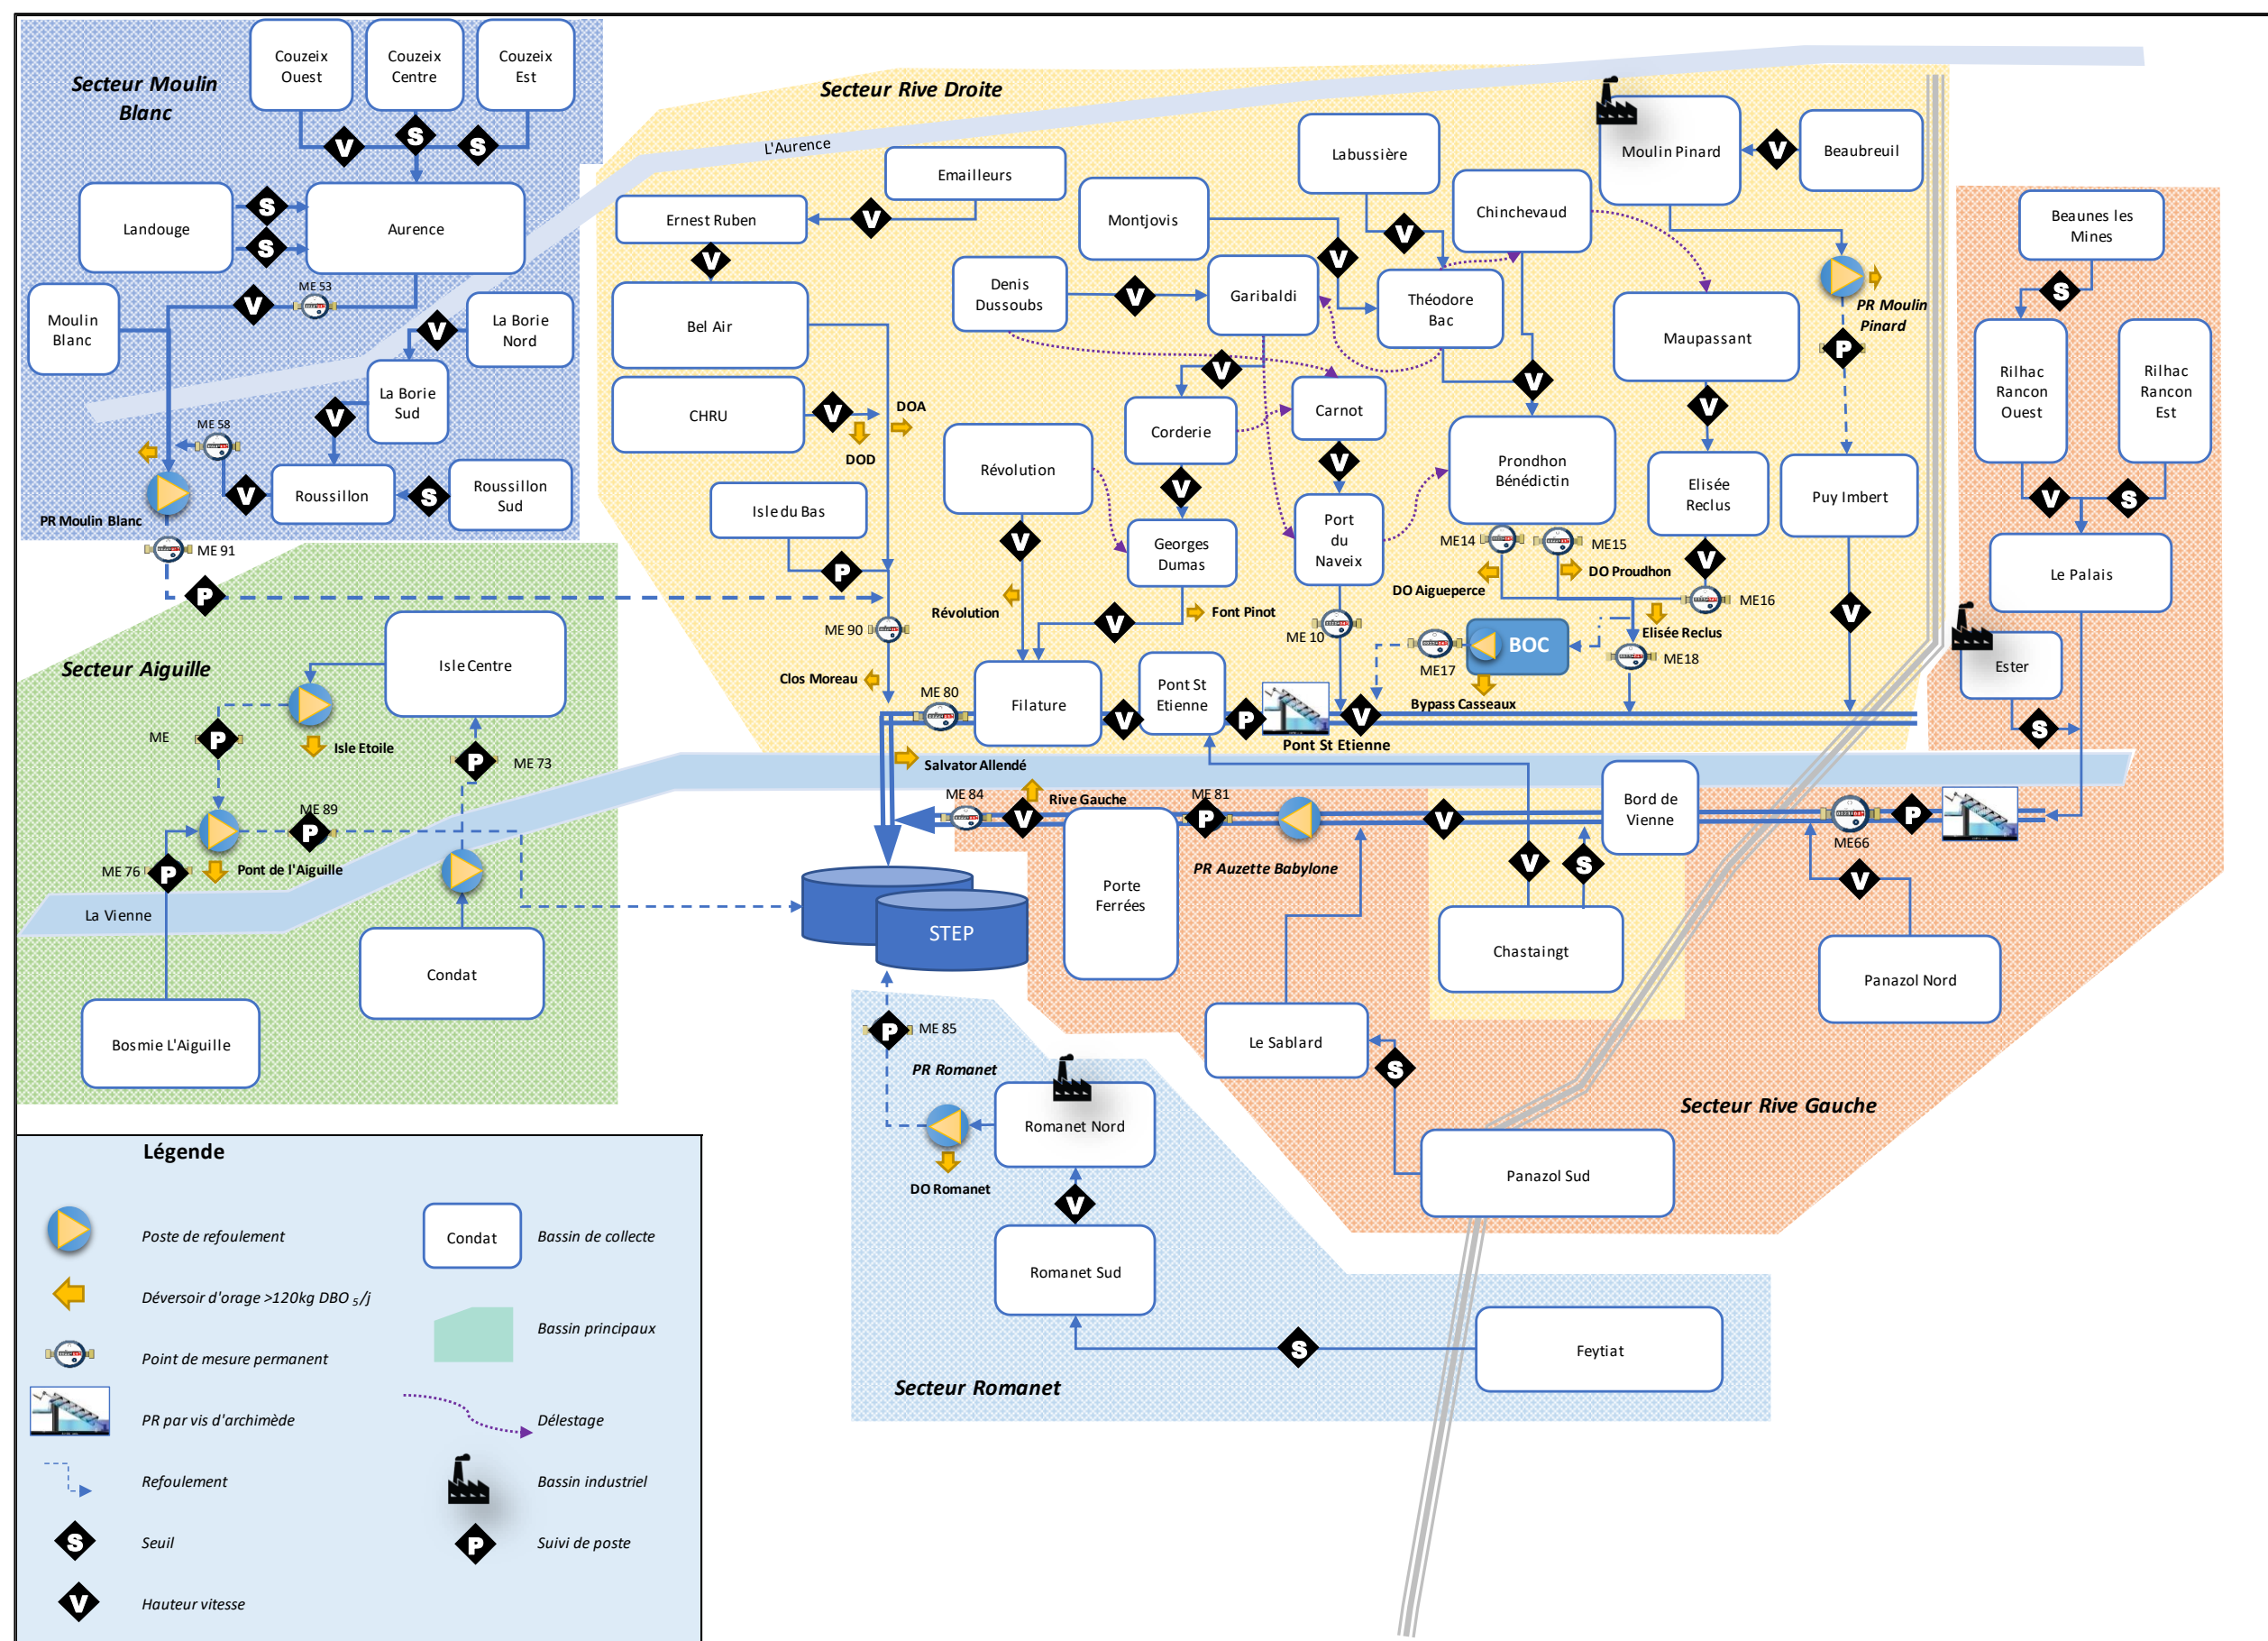 Secteur Moulin
Blanc
Couzeix
Ouest
Couzeix
Centre
Couzeix
Est
V
S
S
Landouge
S
S
Aurence
ME 53
V
Moulin
Blanc
V
La Borie
Nord
La Borie
Sud
V
ME 58
V
Roussillon
S
Roussillon
Sud
PR Moulin Blanc
ME 91
P
Secteur Rive Droite
L'Aurence
Emailleurs
Ernest Ruben
V
V
Bel Air
CHRU
V
DOA
DOD
Isle du Bas
P
ME 90
Clos Moreau
Montjovis
V
Labussière
V
Chinchevaud
Moulin Pinard
V
Beaubreuil
Denis
Dussoubs
V
Garibaldi
Théodore
Bac
Maupassant
PR Moulin
Pinard
P
V
V
V
Corderie
Carnot
V
V
Révolution
V
Prondhon
Bénédictin
Elisée
Reclus
Puy Imbert
Georges
Dumas
Port
du
Naveix
ME14
ME15
DO Aigueperce
DO Proudhon
V
ME16
Révolution
V
Font Pinot
ME 10
Elisée Reclus
V
ME17
BOC
ME18
Bypass Casseaux
ME 80
Filature
V
Pont St
Etienne
P
V
Pont St Etienne
Salvator Allendé
Beaunes les
Mines
S
Rilhac
Rancon
Ouest
Rilhac
Rancon
Est
V
S
Le Palais
Ester
S
Secteur Aiguille
Isle Centre
ME
P
Isle Etoile
P
ME 73
ME 89
P
ME 76
P
Pont de l'Aiguille
La Vienne
Condat
Bosmie L'Aiguille
ME 84
V
Rive Gauche
ME 81
P
PR Auzette Babylone
V
Bord de
Vienne
ME66
P
Porte
Ferrées
V
S
V
Chastaingt
Panazol Nord
STEP
Le Sablard
S
Panazol Sud
Secteur Rive Gauche
P
ME 85
PR Romanet
Romanet Nord
DO Romanet
V
Romanet Sud
S
Feytiat
Secteur Romanet
Légende
Poste de refoulement
Condat
Bassin de collecte
Déversoir d'orage >120kg DBO 5 /j
Bassin principaux
Point de mesure permanent
PR par vis d'archimède
Délestage
Refoulement
Bassin industriel
S
Seuil
P
Suivi de poste
V
Hauteur vitesse